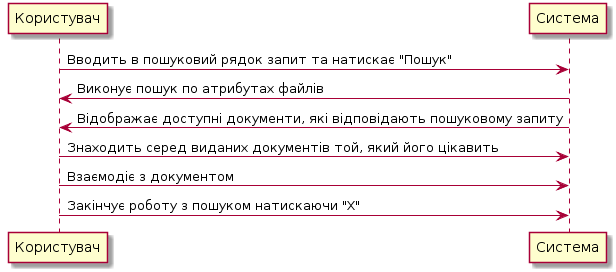 Користувач Система
Вводить в пошуковий рядок запит та натискає "Пошук"
Виконує пошук по атрибутах файлів
Відображає доступні документи, які відповідають пошуковому запиту
Знаходить серед виданих документів той, який його цікавить
Взаємодіє з документом
Закінчує роботу з пошуком натискаючи "Х"
Користувач Система